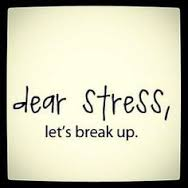 dear stress,
let's break up.